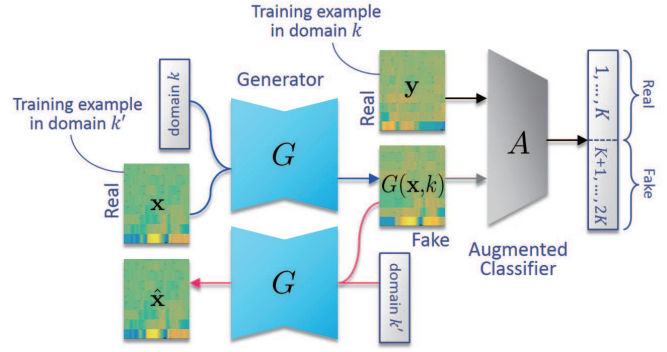 Training example
in domain k
Training example
in domain k′
domain k
Generator
G
Real
y
Real
x
G(x,k)
Fake
A
Augmented
Classifier
1, ..., K
K+1, ..., 2K
Real
Fake
x̂
G
domain k′